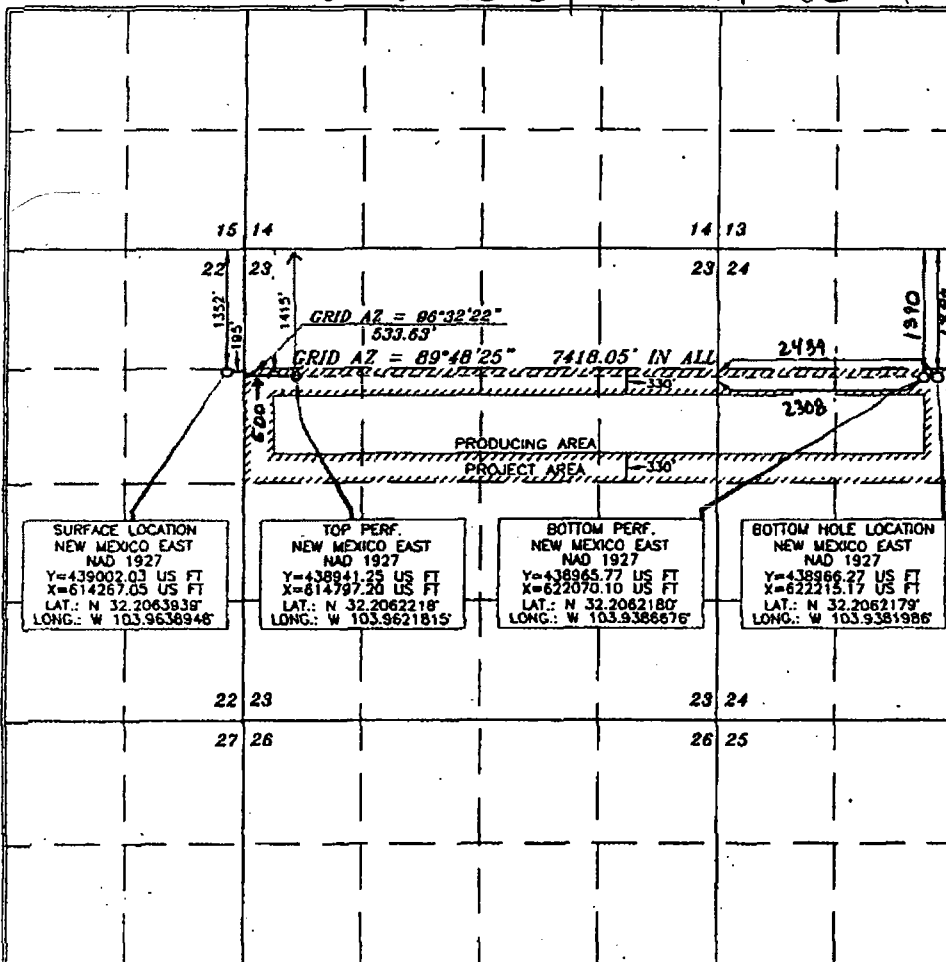 15 14
14 13
22 23
23 24
1352'
195'
1415'
1390
GRID AZ = 96°32'22"
533.63'
GRID AZ = 89°48'25" 7418.05' IN ALL
2439
330'
2308
600
PRODUCING AREA
PROJECT AREA
330'
SURFACE LOCATION
NEW MEXICO EAST
NAD 1927
Y=439002.03 US FT
X=614267.05 US FT
LAT.: N 32.2063939°
LONG.: W 103.9638948°
TOP PERF.
NEW MEXICO EAST
NAD 1927
Y=438941.25 US FT
X=614797.20 US FT
LAT.: N 32.2062218°
LONG.: W 103.9621815°
BOTTOM PERF.
NEW MEXICO EAST
NAD 1927
Y=438965.77 US FT
X=622070.10 US FT
LAT.: N 32.2062180°
LONG.: W 103.9386676°
BOTTOM HOLE LOCATION
NEW MEXICO EAST
NAD 1927
Y=438966.27 US FT
X=622215.17 US FT
LAT.: N 32.2062179°
LONG.: W 103.9381986°
22 23
23 24
27 26
26 25